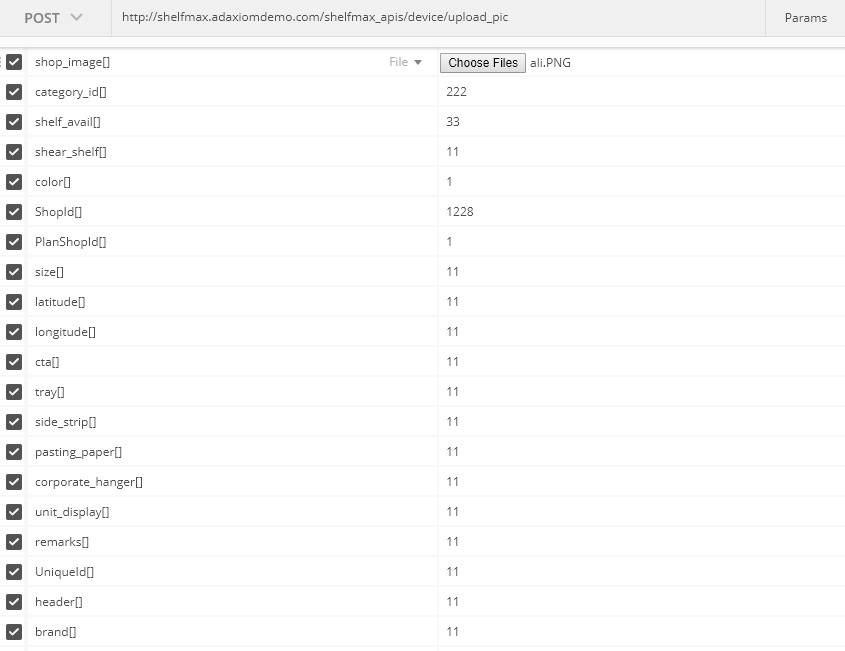 POST http://shelfmax.adaxiomdemo.com/shelfmax_apis/device/upload_pic Params
shop_image[] File Choose Files ali.PNG
category_id[] 222
shelf_avail[] 33
shear_shelf[] 11
color[] 1
ShopId[] 1228
PlanShopId[] 1
size[] 11
latitude[] 11
longitude[] 11
cta[] 11
tray[] 11
side_strip[] 11
pasting_paper[] 11
corporate_hanger[] 11
unit_display[] 11
remarks[] 11
UniqueId[] 11
header[] 11
brand[] 11